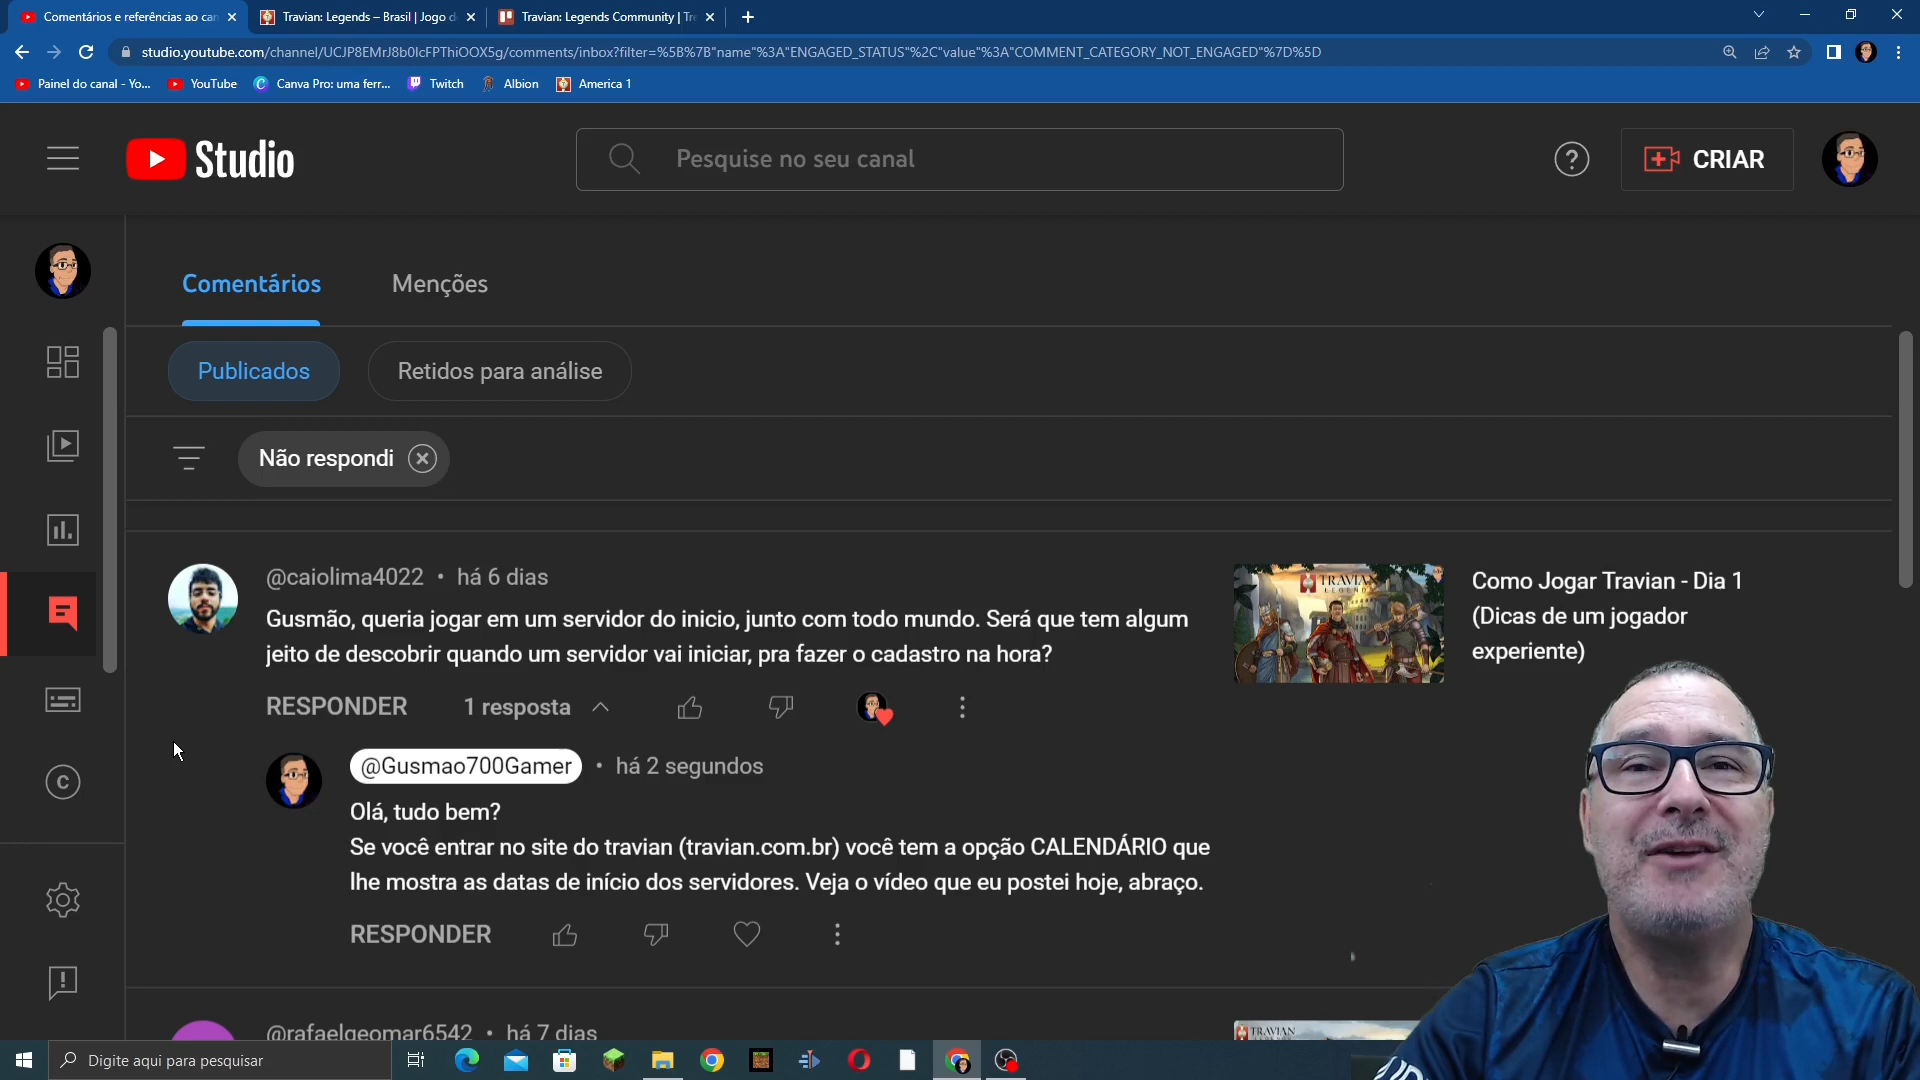 Comentários e referências ao can
Travian: Legends – Brasil | Jogo d
Travian: Legends Community | Tre
studio.youtube.com/channel/UCJP8EMrJ8b0lcFPThiOOX5g/comments/inbox?filter=%5B%7B"name"%3A"ENGAGED_STATUS"%2C"value"%3A"COMMENT_CATEGORY_NOT_ENGAGED"%7D%5D
Painel do canal - Yo...
YouTube
Canva Pro: uma ferr...
Twitch
Albion
America 1
Studio
Pesquise no seu canal
CRIAR
Comentários
Menções
Publicados
Retidos para análise
Não respondi
@caiolima4022 • há 6 dias
Gusmão, queria jogar em um servidor do inicio, junto com todo mundo. Será que tem algum
jeito de descobrir quando um servidor vai iniciar, pra fazer o cadastro na hora?
TRAVIAN
LEGENDS
Como Jogar Travian - Dia 1
(Dicas de um jogador
experiente)
RESPONDER
1 resposta
@Gusmao700Gamer • há 2 segundos
Olá, tudo bem?
Se você entrar no site do travian (travian.com.br) você tem a opção CALENDÁRIO que
lhe mostra as datas de início dos servidores. Veja o vídeo que eu postei hoje, abraço.
RESPONDER
@rafaelgeomar6542 • há 7 dias
TRAVIAN
Digite aqui para pesquisar